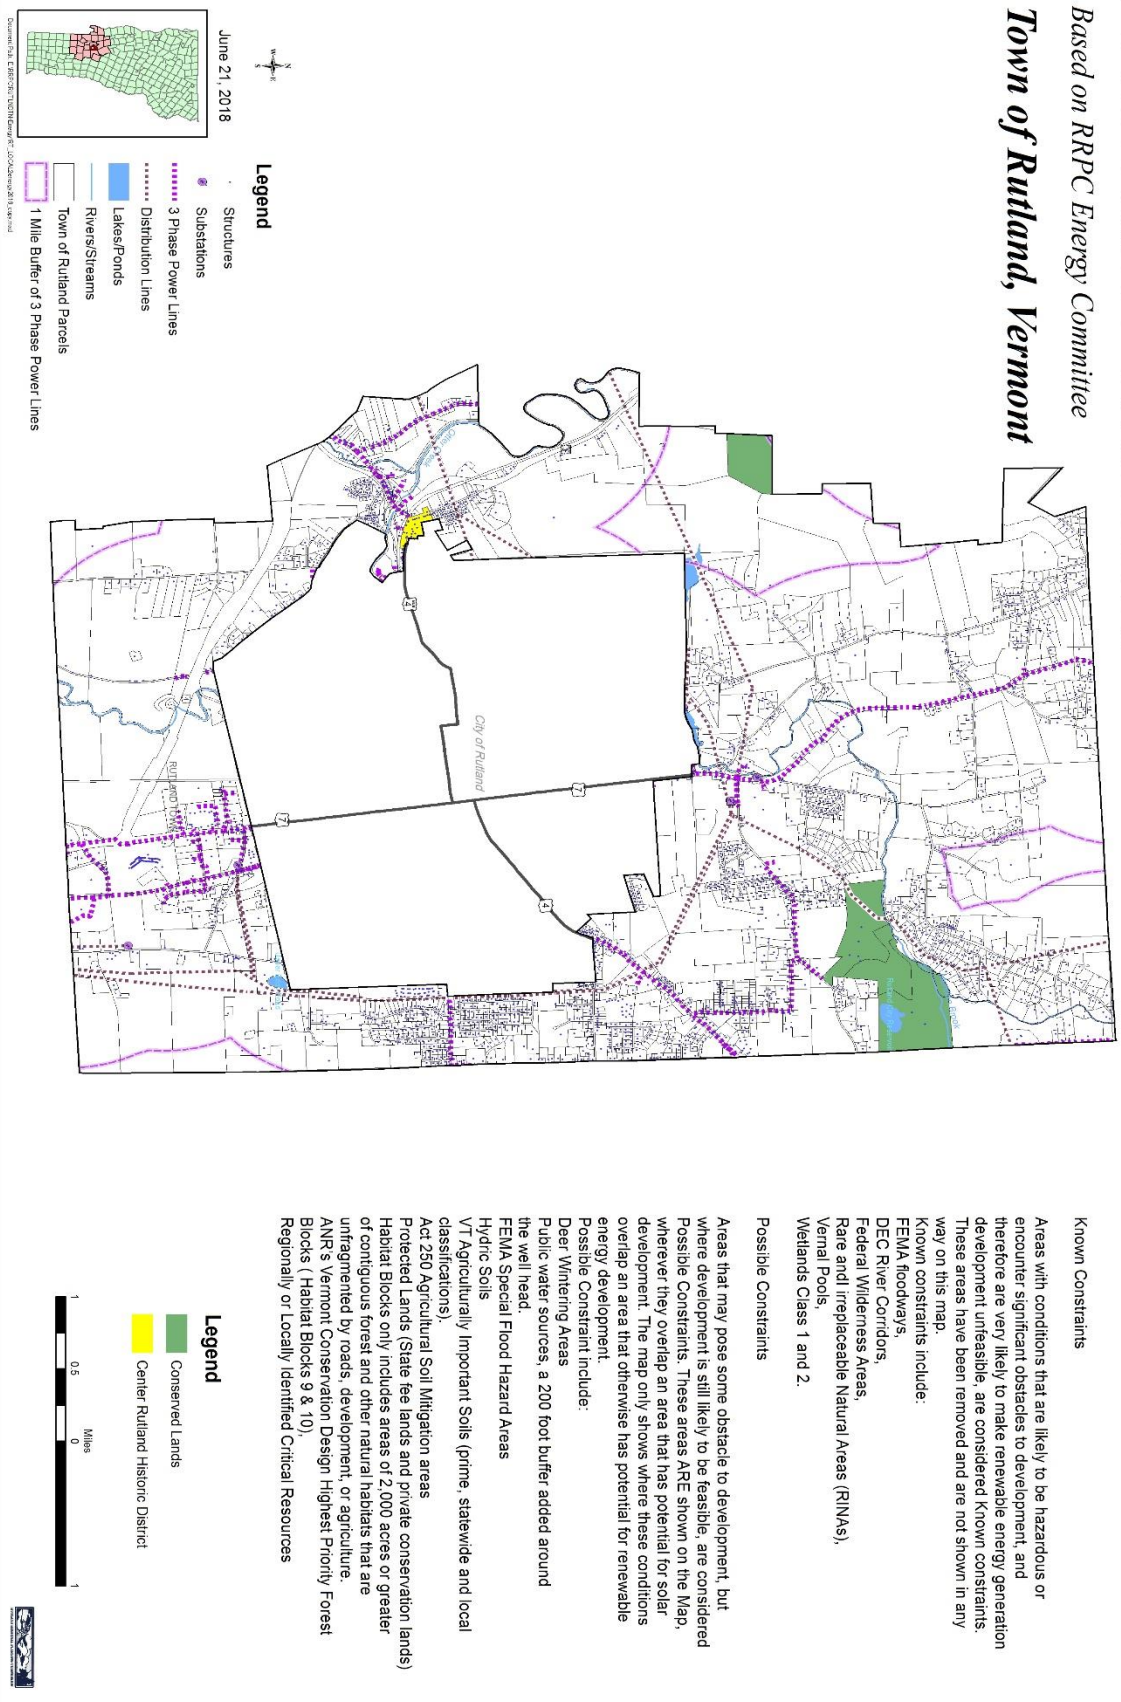 Based on RRPC Energy Committee
Town of Rutland, Vermont
N
W
E
S
June 21, 2018
Legend
Structures
Substations
3 Phase Power Lines
Distribution Lines
Lakes/Ponds
Rivers/Streams
Town of Rutland Parcels
1 Mile Buffer of 3 Phase Power Lines
City of Rutland
RUTLAND TOWN
4
7
7
4
Known Constraints
Areas with conditions that are likely to be hazardous or
encounter significant obstacles to development, and
therefore are very likely to make renewable energy generation
development unfeasible, are considered Known constraints.
These areas have been removed and are not shown in any
way on this map.
Known constraints include:
FEMA floodways,
DEC River Corridors,
Federal Wilderness Areas,
Rare andI irreplaceable Natural Areas (RINAs),
Vernal Pools,
Wetlands Class 1 and 2.
Possible Constraints
Areas that may pose some obstacle to development, but
where development is still likely to be feasible, are considered
Possible Constraints. These areas ARE shown on the Map,
wherever they overlap an area that has potential for solar
development. The map only shows where these conditions
overlap an area that otherwise has potential for renewable
energy development.
Possible Constraint include:
Deer Wintering Areas
Public water sources, a 200 foot buffer added around
the well head.
FEMA Special Flood Hazard Areas
Hydric Soils
VT Agriculturally Important Soils (prime, statewide and local
classifications).
Act 250 Agricultural Soil Mitigation areas
Protected Lands (State fee lands and private conservation lands)
Habitat Blocks only includes areas of 2,000 acres or greater
of contiguous forest and other natural habitats that are
unfragmented by roads, development, or agriculture.
ANR's Vermont Conservation Design Highest Priority Forest
Blocks ( Habitat Blocks 9 & 10),
Regionally or Locally Identified Critical Resources
Legend
Conserved Lands
Center Rutland Historic District
Miles
1
0.5
0
1